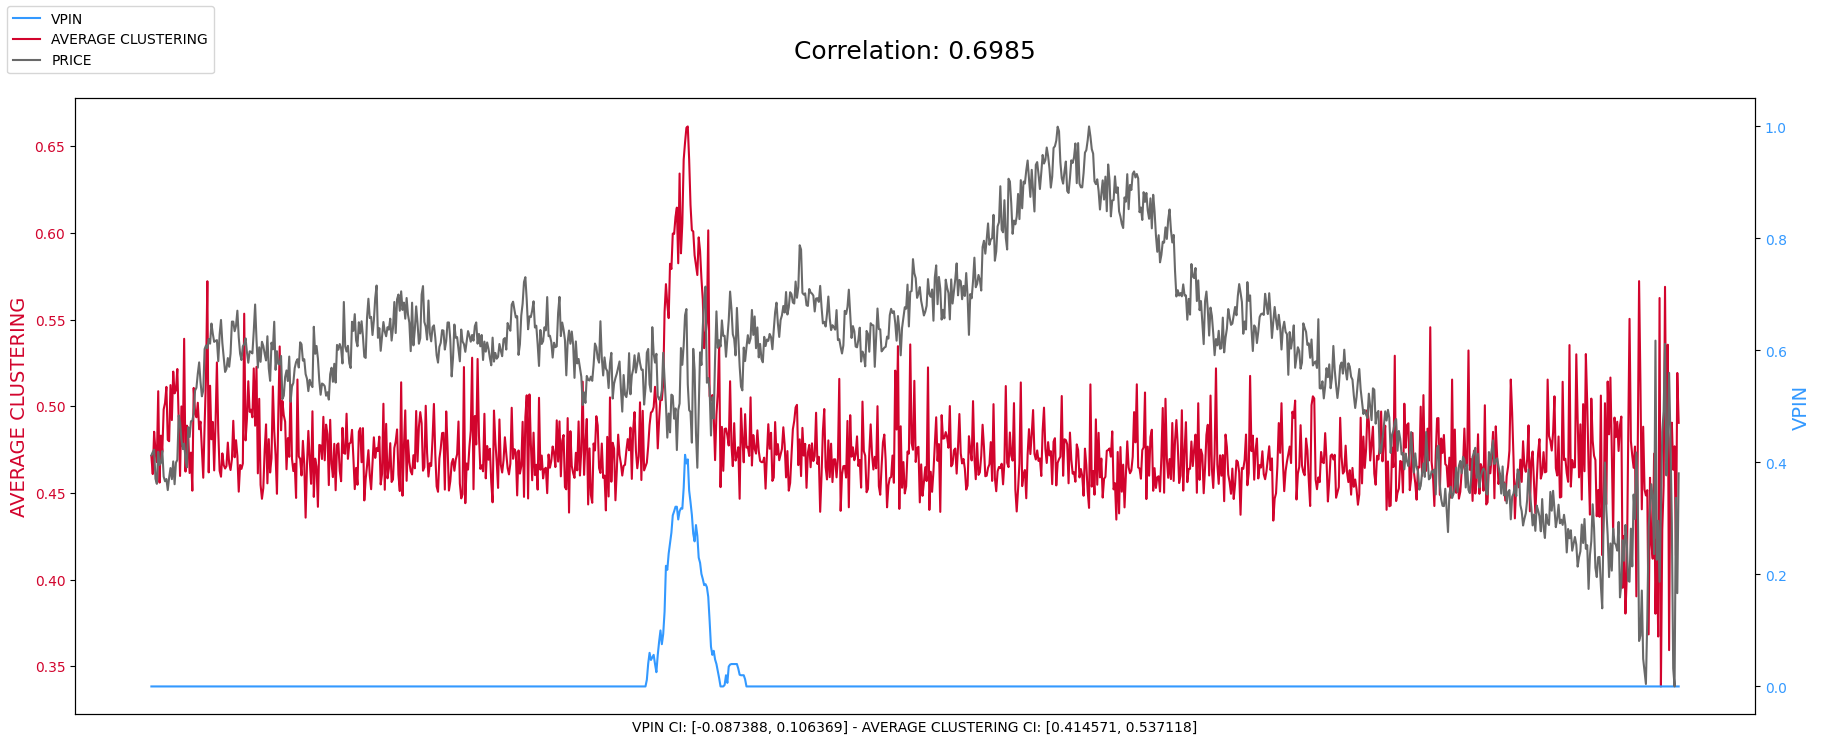 VPIN
AVERAGE CLUSTERING
PRICE
Correlation: 0.6985
AVERAGE CLUSTERING
0.65
0.60
0.55
0.50
0.45
0.40
0.35
1.0
0.8
0.6
0.4
0.2
0.0
VPIN
VPIN CI: [-0.087388, 0.106369] - AVERAGE CLUSTERING CI: [0.414571, 0.537118]